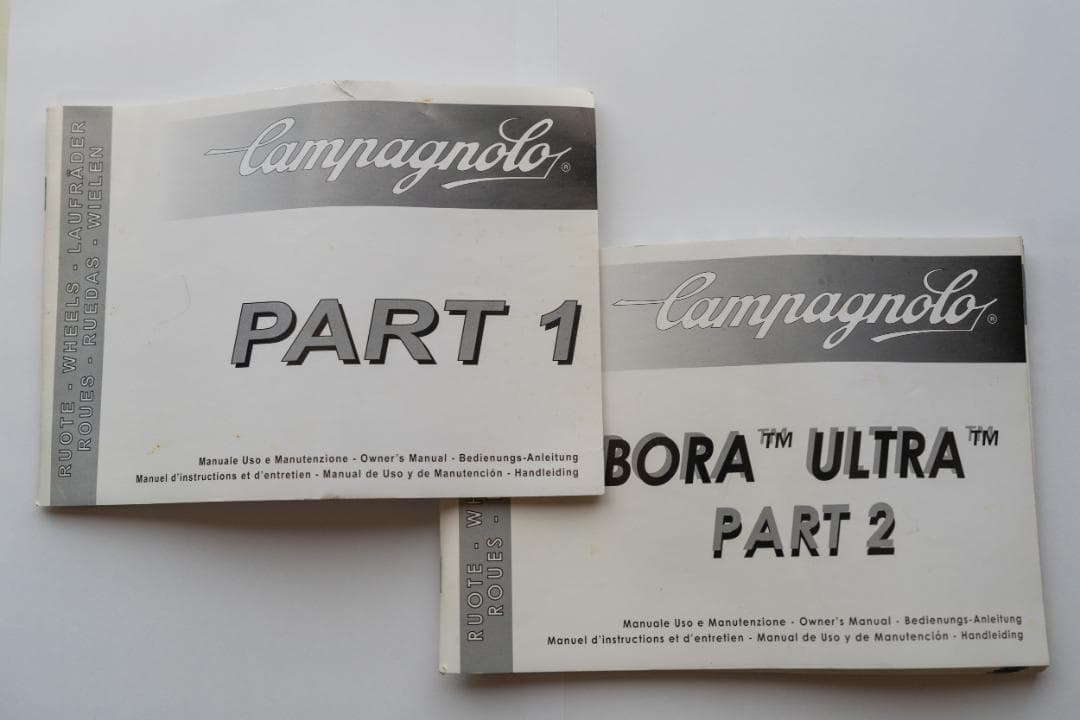 RUOTE - WHEELS - LAUFRÄDER
ROUES - RUEDAS - WIELEN
Campagnolo®
PART 1
Manuale Uso e Manutenzione - Owner's Manual - Bedienungs-Anleitung
Manuel d'instructions et d'entretien - Manual de Uso y de Manutención - Handleiding
RUOTE - WH
ROUES -
Campagnolo®
BORA™ ULTRA™
PART 2
Manuale Uso e Manutenzione - Owner's Manual - Bedienungs-Anleitung
Manuel d'instructions et d'entretien - Manual de Uso y de Manutención - Handleiding